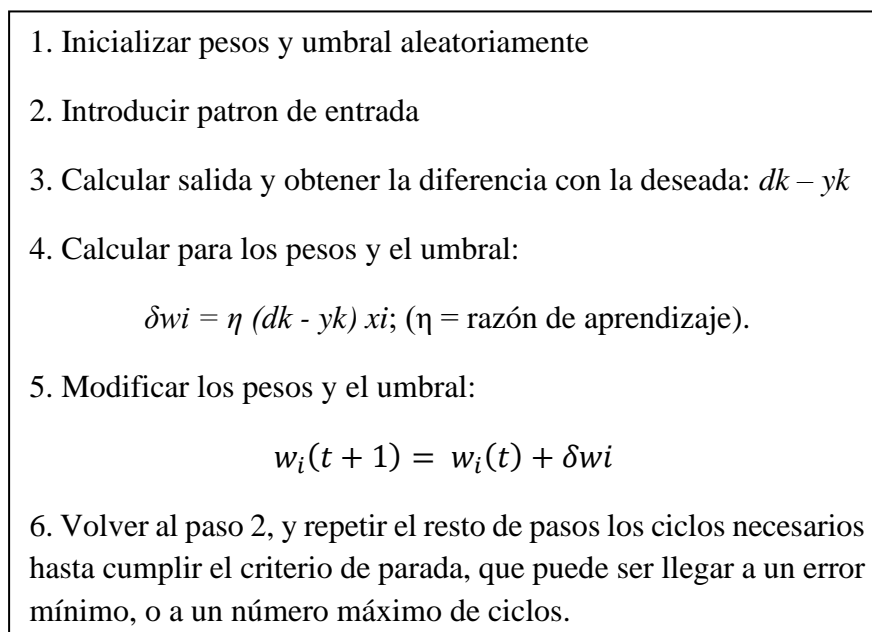 1. Inicializar pesos y umbral aleatoriamente
2. Introducir patron de entrada
3. Calcular salida y obtener la diferencia con la deseada: dk – yk
4. Calcular para los pesos y el umbral:
δwi = η (dk - yk) xi; (η = razón de aprendizaje).
5. Modificar los pesos y el umbral:
𝑤𝑖(𝑡 + 1) = 𝑤𝑖(𝑡) + 𝛿𝑤𝑖
6. Volver al paso 2, y repetir el resto de pasos los ciclos necesarios
hasta cumplir el criterio de parada, que puede ser llegar a un error
mínimo, o a un número máximo de ciclos.